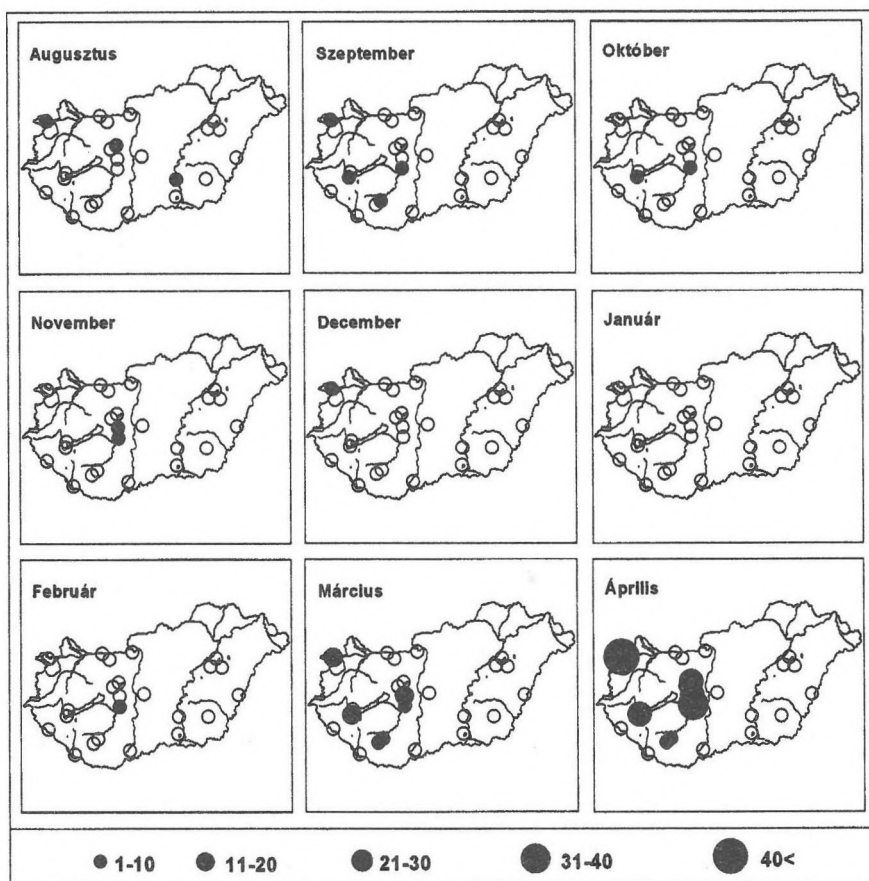 Augusztus
Szeptember
Október
November
December
Január
Február
Március
Április
1-10
11-20
21-30
31-40
40<